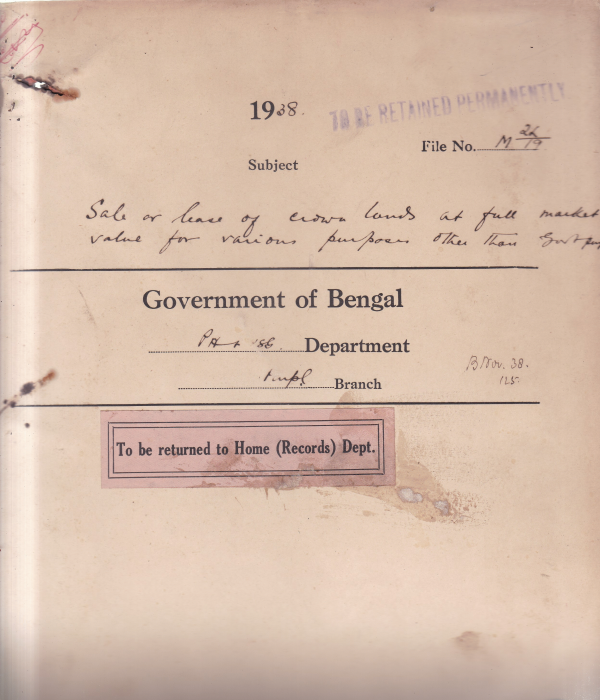 1938.
TO BE RETAINED PERMANENTLY
File No. M 2A/19
Subject
Sale or lease of crown lands at full market
value for various purposes other than Govt
Government of Bengal
Department
Branch
B Nov. 38.
125.
To be returned to Home (Records) Dept.